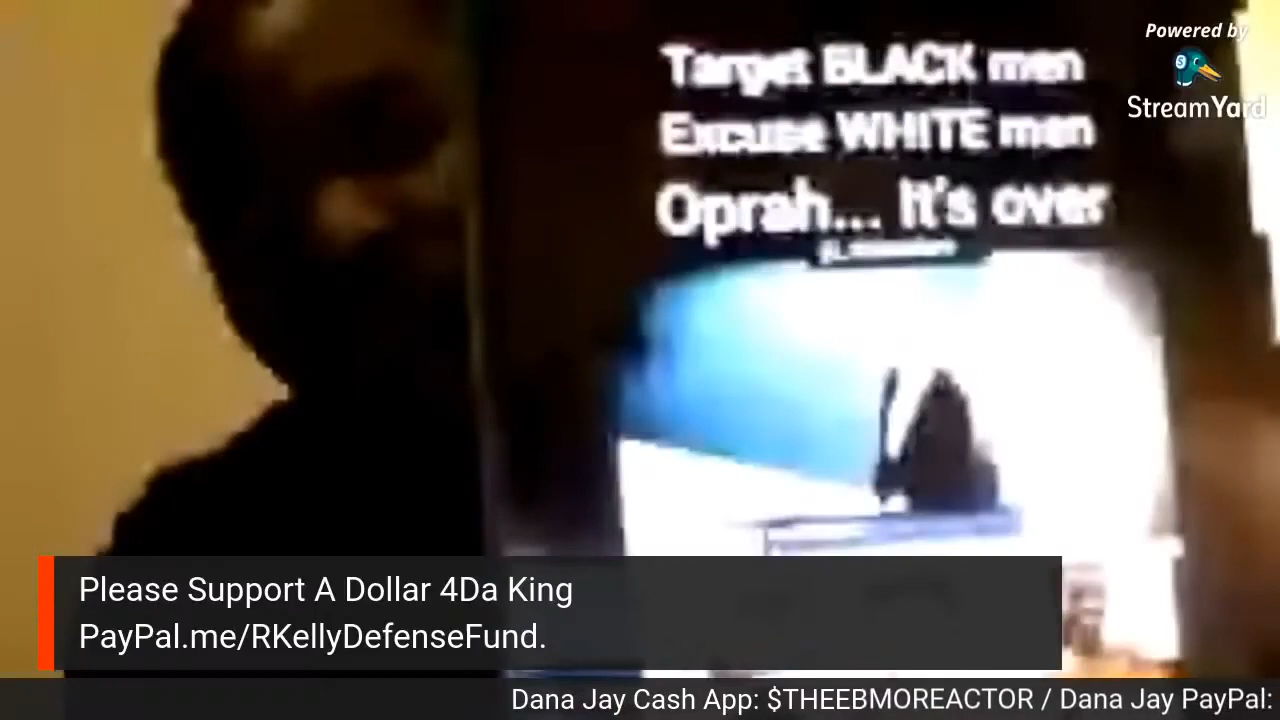 Powered by
StreamYard
Target BLACK men
Excuse WHITE men
Oprah... It's over
Please Support A Dollar 4Da King
PayPal.me/RKellyDefenseFund.
Dana Jay Cash App: $THEEBMOREACTOR / Dana Jay PayPal: